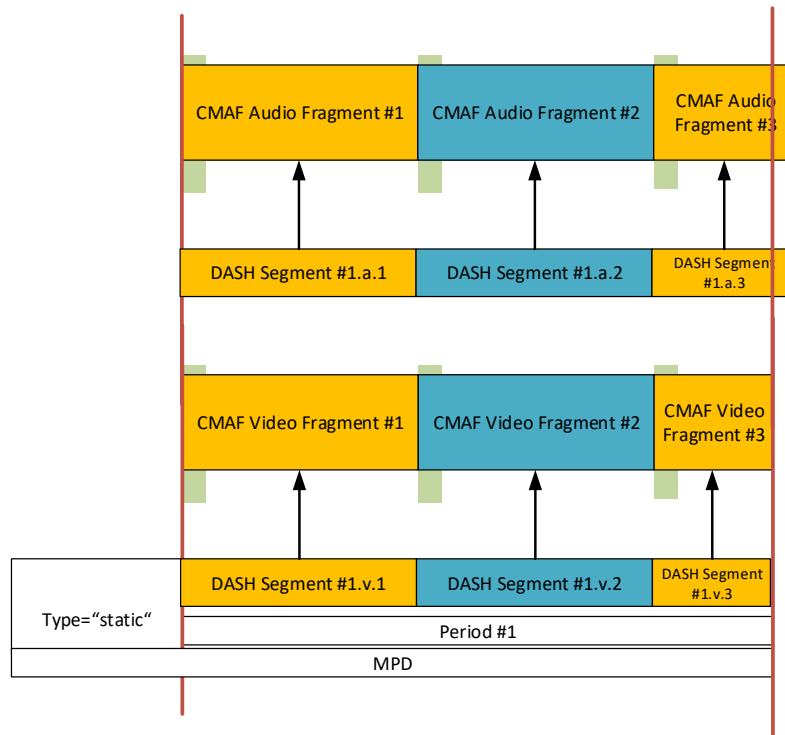 CMAF Audio Fragment #1
CMAF Audio Fragment #2
CMAF Audio
Fragment #3
DASH Segment #1.a.1
DASH Segment #1.a.2
DASH Segment
#1.a.3
CMAF Video Fragment #1
CMAF Video Fragment #2
CMAF Video
Fragment #3
DASH Segment #1.v.1
DASH Segment #1.v.2
DASH Segment
#1.v.3
Type=“static“
Period #1
MPD